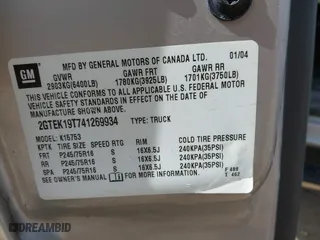 GM
MFD BY GENERAL MOTORS OF CANADA LTD. 01/04
GVWR GAWR FRT GAWR RR
2903KG(6400LB) 1780KG(3925LB) 1701KG(3750LB)
THIS VEHICLE CONFORMS TO ALL APPLICABLE U.S. FEDERAL MOTOR
VEHICLE SAFETY STANDARDS IN EFFECT ON THE DATE OF
MANUFACTURE SHOWN ABOVE.
2GTEK19T741269934 TYPE: TRUCK
MODEL: K15753
KPTK TIRE SIZE SPEED RTG RIM COLD TIRE PRESSURE
FRT P245/75R16 S 16X6.5J 240KPA(35PSI)
RR P245/75R16 S 16X6.5J 240KPA(35PSI)
SPA P245/75R16 S 16X6.5J 240KPA(35PSI)
SEE OWNER'S MANUAL FOR ADDITIONAL INFORMATION.